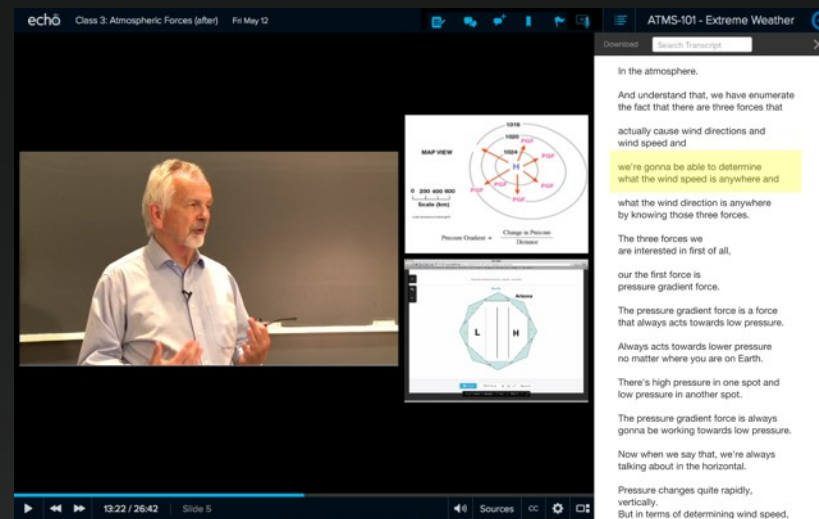 echo Class 3: Atmospheric Forces (after) Fri May 12
ATMS-101 - Extreme Weather
Download Search Transcript
In the atmosphere.
And understand that, we have enumerate
the fact that there are three forces that
actually cause wind directions and
wind speed and
we're gonna be able to determine
what the wind speed is anywhere and
what the wind direction is anywhere
by knowing those three forces.
The three forces we
are interested in first of all,
our the first force is
pressure gradient force.
The pressure gradient force is a force
that always acts towards low pressure.
Always acts towards lower pressure
no matter where you are on Earth.
There's high pressure in one spot and
low pressure in another spot.
The pressure gradient force is always
gonna be working towards low pressure.
Now when we say that, we're always
talking about in the horizontal.
Pressure changes quite rapidly,
vertically.
But in terms of determining wind speed,
1016
1020
1024
MAP VIEW
PGF
PGF
PGF
PGF
PGF
PGF
H
0 200 400 600
Scale (km)
Pressure Gradient = Change in Pressure
Distance
Arizona
L H
13:22 / 26:42 Slide 5
Sources CC